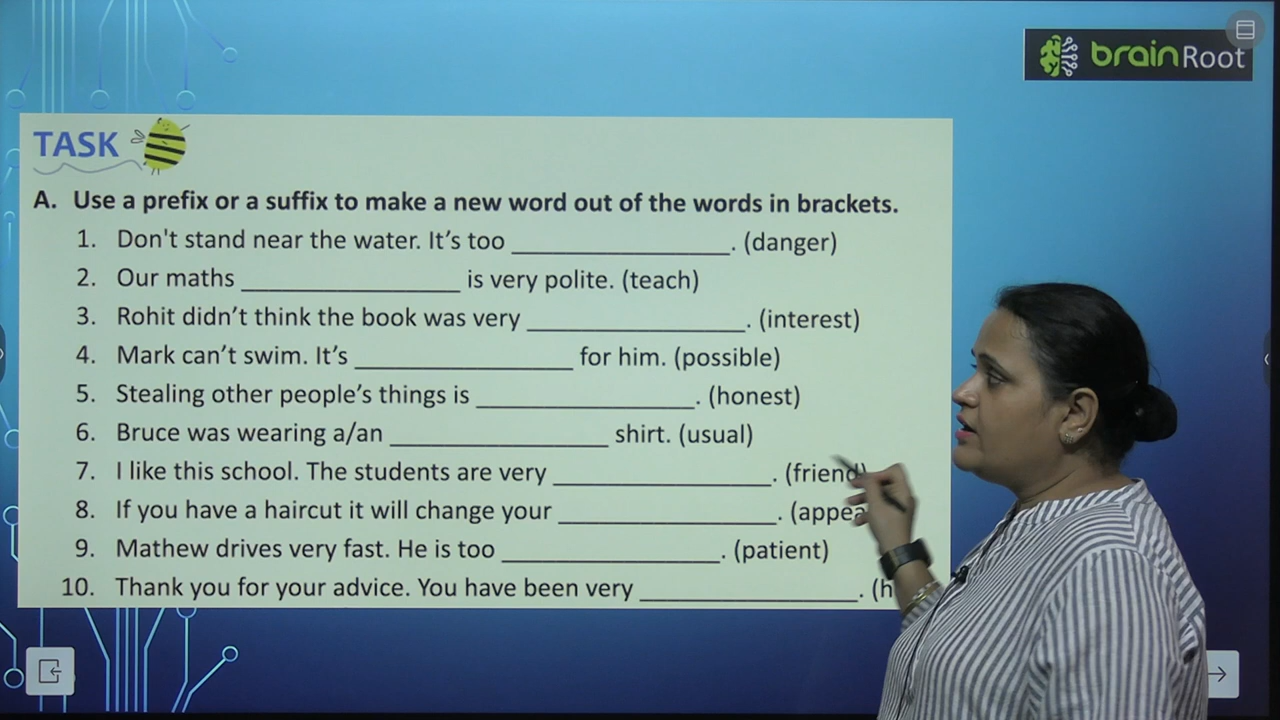 brainRoot
TASK
A. Use a prefix or a suffix to make a new word out of the words in brackets.
1. Don't stand near the water. It's too ________________. (danger)
2. Our maths ________________ is very polite. (teach)
3. Rohit didn't think the book was very ________________. (interest)
4. Mark can't swim. It's ________________ for him. (possible)
5. Stealing other people's things is ________________. (honest)
6. Bruce was wearing a/an ________________ shirt. (usual)
7. I like this school. The students are very ________________. (friend)
8. If you have a haircut it will change your ________________. (appea
9. Mathew drives very fast. He is too ________________. (patient)
10. Thank you for your advice. You have been very ________________. (h